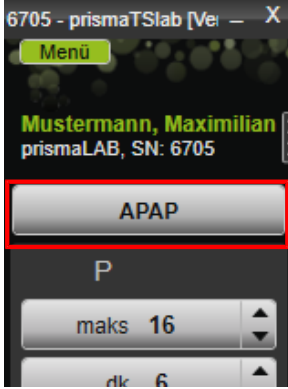 6705 - prismaTSlab [Ve
Menü
Mustermann, Maximilian
prismaLAB, SN: 6705
APAP
P
maks 16
dk 6